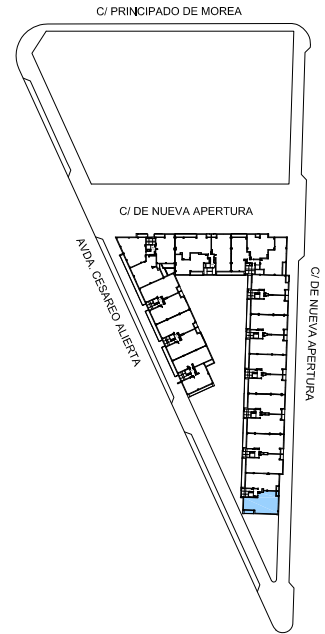 C/ PRINCIPADO DE MOREA
C/ DE NUEVA APERTURA
AVDA. CESAREO ALIERTA
C/ DE NUEVA APERTURA